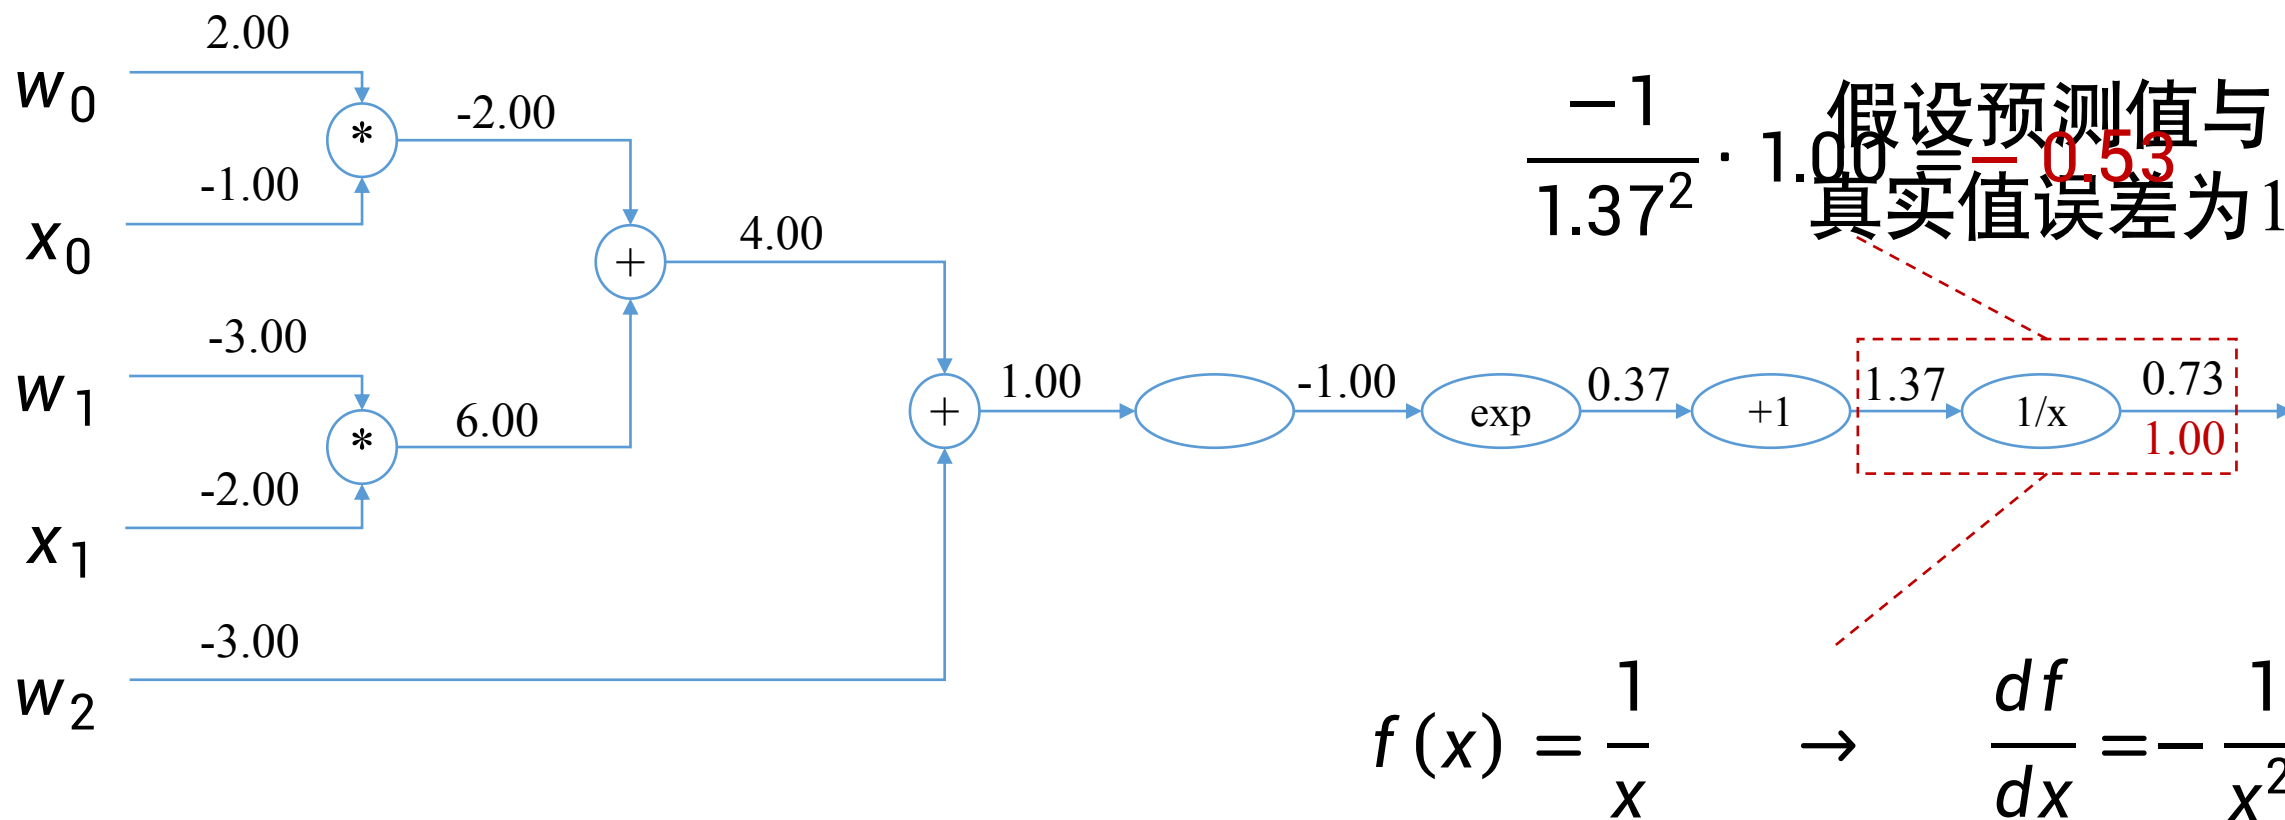 2.00
w₀
*
-2.00
-1.00
x₀
+
4.00
-3.00
w₁
*
6.00
-2.00
x₁
-3.00
w₂
+
1.00
-1.00
exp
0.37
+1
1.37
1/x
0.73
1.00
−1 / 1.37² · 1.00 = − 0.53
假设预测值与
真实值误差为1
f(x) = 1/x → df/dx = − 1/x²